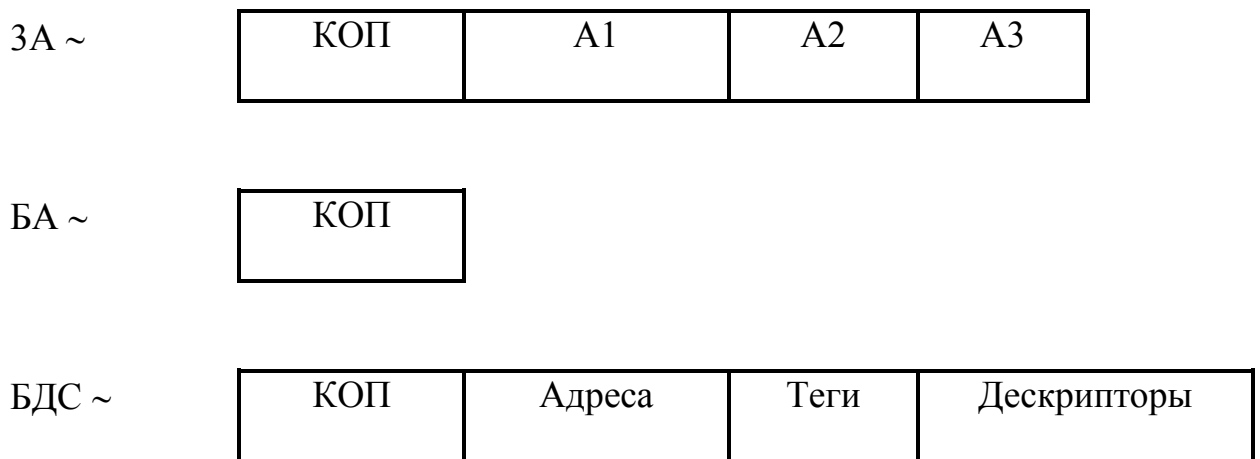 3А ~ КОП А1 А2 А3
БА ~ КОП
БДС ~ КОП Адреса Теги Дескрипторы